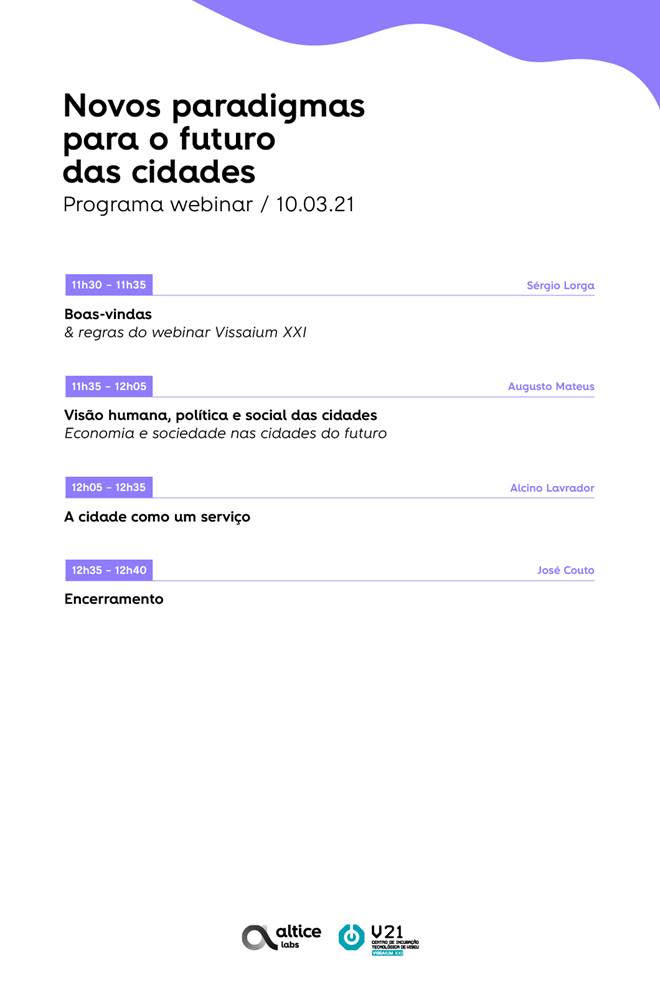 Novos paradigmas
para o futuro
das cidades
Programa webinar / 10.03.21
11h30 – 11h35
Sérgio Lorga
Boas-vindas
& regras do webinar Vissaium XXI
11h35 – 12h05
Augusto Mateus
Visão humana, política e social das cidades
Economia e sociedade nas cidades do futuro
12h05 – 12h35
Alcino Lavrador
A cidade como um serviço
12h35 – 12h40
José Couto
Encerramento
altice
labs
V21
CENTRO DE INCUBAÇÃO
TECNOLÓGICA DE VISEU
VISSAIUM XXI